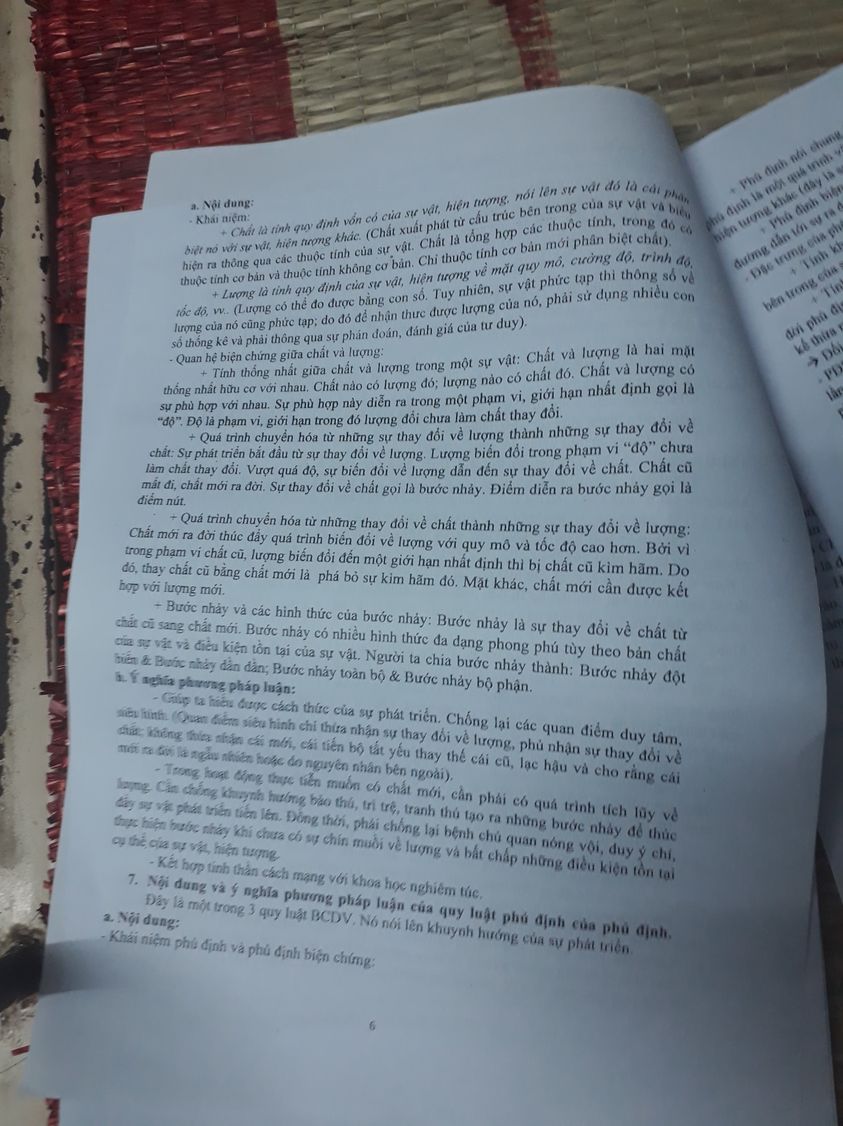 a. Nội dung:
- Khái niệm:
+ Chất là tính quy định vốn có của sự vật, hiện tượng, nói lên sự vật đó là cái phân
biệt nó với sự vật, hiện tượng khác. (Chất xuất phát từ cấu trúc bên trong của sự vật và biểu
hiện ra thông qua các thuộc tính của sự vật. Chất là tổng hợp các thuộc tính, trong đó có
thuộc tính cơ bản và thuộc tính không cơ bản. Chỉ thuộc tính cơ bản mới phân biệt chất).
+ Lượng là tính quy định của sự vật, hiện tượng về mặt quy mô, cường độ, trình độ,
tốc độ, vv.. (Lượng có thể đo được bằng con số. Tuy nhiên, sự vật phức tạp thì thông số về
lượng của nó cũng phức tạp; do đó để nhận thưc được lượng của nó, phải sử dụng nhiều con
số thống kê và phải thông qua sự phán đoán, đánh giá của tư duy).
- Quan hệ biện chứng giữa chất và lượng:
+ Tính thống nhất giữa chất và lượng trong một sự vật: Chất và lượng là hai mặt
thống nhất hữu cơ với nhau. Chất nào có lượng đó; lượng nào có chất đó. Chất và lượng có
sự phù hợp với nhau. Sự phù hợp này diễn ra trong một phạm vi, giới hạn nhất định gọi là
“độ”. Độ là phạm vi, giới hạn trong đó lượng đổi chưa làm chất thay đổi.
+ Quá trình chuyển hóa từ những sự thay đổi về lượng thành những sự thay đổi về
chất: Sự phát triển bắt đầu từ sự thay đổi về lượng. Lượng biến đổi trong phạm vi “độ” chưa
làm chất thay đổi. Vượt quá độ, sự biến đổi về lượng dẫn đến sự thay đổi về chất. Chất cũ
mất đi, chất mới ra đời. Sự thay đổi về chất gọi là bước nhảy. Điểm diễn ra bước nhảy gọi là
điểm nút.
+ Quá trình chuyển hóa từ những thay đổi về chất thành những sự thay đổi về lượng:
Chất mới ra đời thúc đẩy quá trình biến đổi về lượng với quy mô và tốc độ cao hơn. Bởi vì
trong phạm vi chất cũ, lượng biến đổi đến một giới hạn nhất định thì bị chất cũ kìm hãm. Do
đó, thay chất cũ bằng chất mới là phá bỏ sự kìm hãm đó. Mặt khác, chất mới cần được kết
hợp với lượng mới.
+ Bước nhảy và các hình thức của bước nhảy: Bước nhảy là sự thay đổi về chất từ
chất cũ sang chất mới. Bước nhảy có nhiều hình thức đa dạng phong phú tùy theo bản chất
của sự vật và điều kiện tồn tại của sự vật. Người ta chia bước nhảy thành: Bước nhảy đột
biến & Bước nhảy dần dần; Bước nhảy toàn bộ & Bước nhảy bộ phận.
b. Ý nghĩa phương pháp luận:
- Giúp ta hiểu được cách thức của sự phát triển. Chống lại các quan điểm duy tâm,
siêu hình. (Quan điểm siêu hình chỉ thừa nhận sự thay đổi về lượng, phủ nhận sự thay đổi về
chất; không thừa nhận cái mới, cái tiến bộ tất yếu thay thế cái cũ, lạc hậu và cho rằng cái
mới ra đời là ngẫu nhiên hoặc do nguyên nhân bên ngoài).
- Trong hoạt động thực tiễn muốn có chất mới, cần phải có quá trình tích lũy về
lượng. Cần chống khuynh hướng bảo thủ, trì trệ, tranh thủ tạo ra những bước nhảy để thúc
đẩy sự vật phát triển tiến lên. Đồng thời, phải chống lại bệnh chủ quan nóng vội, duy ý chí,
thực hiện bước nhảy khi chưa có sự chín muồi về lượng và bất chấp những điều kiện tồn tại
cụ thể của sự vật, hiện tượng.
- Kết hợp tinh thần cách mạng với khoa học nghiêm túc.
7. Nội dung và ý nghĩa phương pháp luận của quy luật phủ định của phủ định.
Đây là một trong 3 quy luật BCDV. Nó nói lên khuynh hướng của sự phát triển.
a. Nội dung:
- Khái niệm phủ định và phủ định biện chứng:
6
+ Phủ định nói chung
phủ định là một quá trình
hiện tượng khác (đây là
+ Phủ định biện
đường dẫn tới sự ra
- Đặc trưng của
+ Tính
bên trong của
+
đời phủ
kế thừa